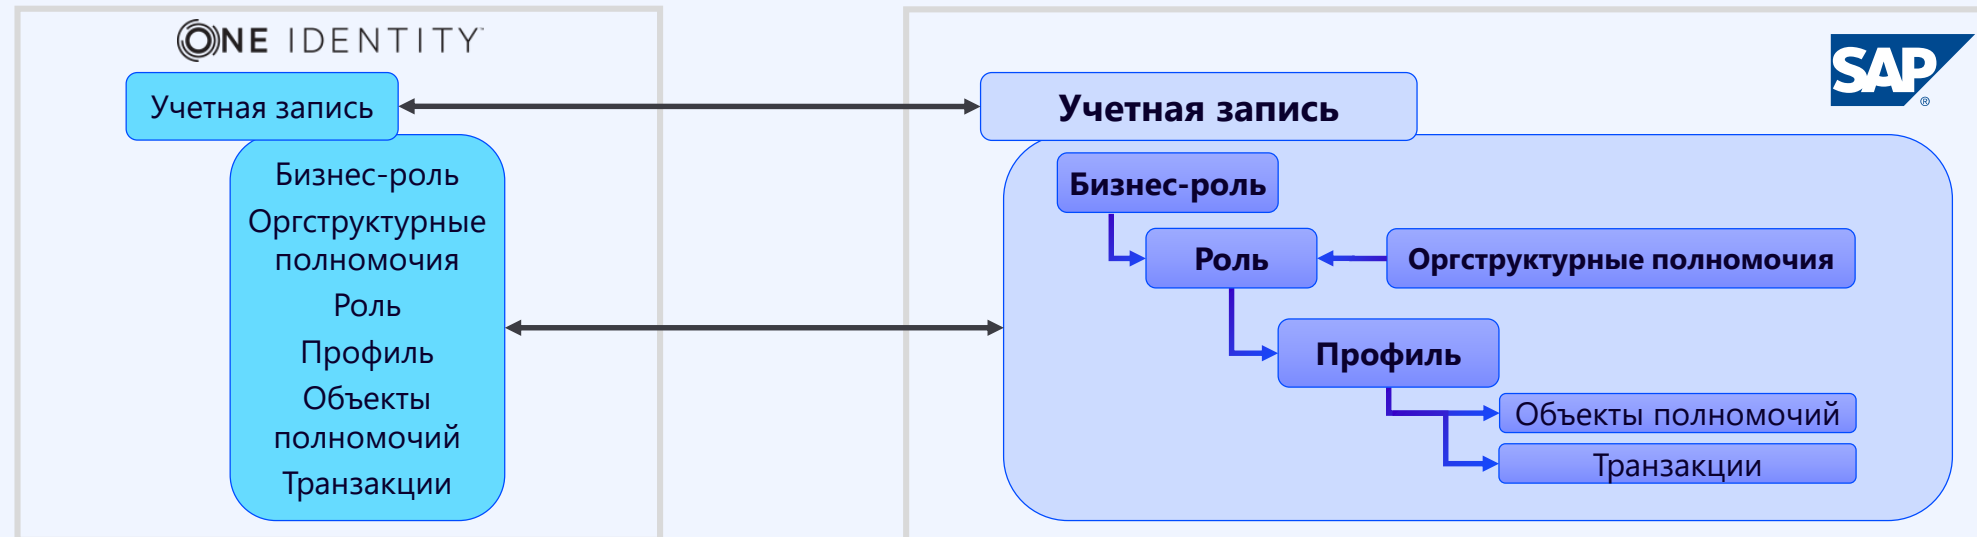 ONE IDENTITY™
Учетная запись
Бизнес-роль
Оргструктурные
полномочия
Роль
Профиль
Объекты
полномочий
Транзакции
SAP®
Учетная запись
Бизнес-роль
Роль
Оргструктурные полномочия
Профиль
Объекты полномочий
Транзакции